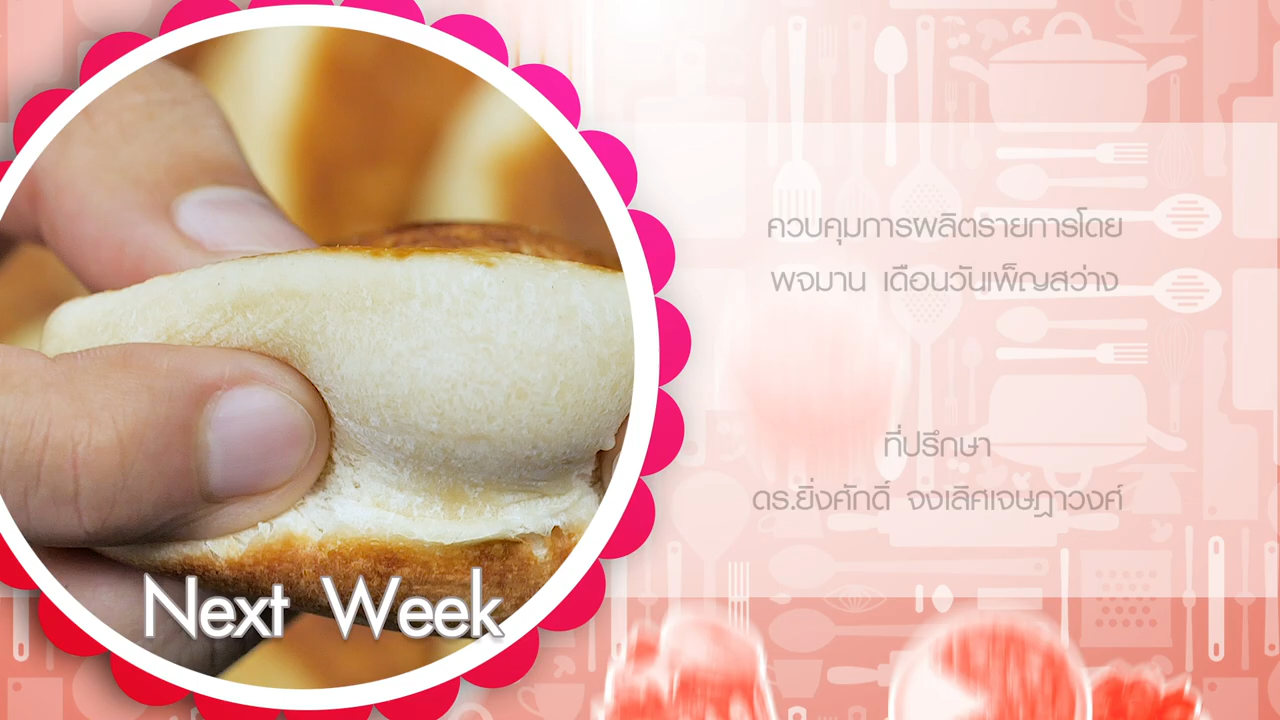 ควบคุมการผลิตรายการโดย
พจมาน เดือนวันเพ็ญสว่าง
ที่ปรึกษา
ดร.ยิ่งศักดิ์ จงเลิศเจษฎาวงศ์
Next Week